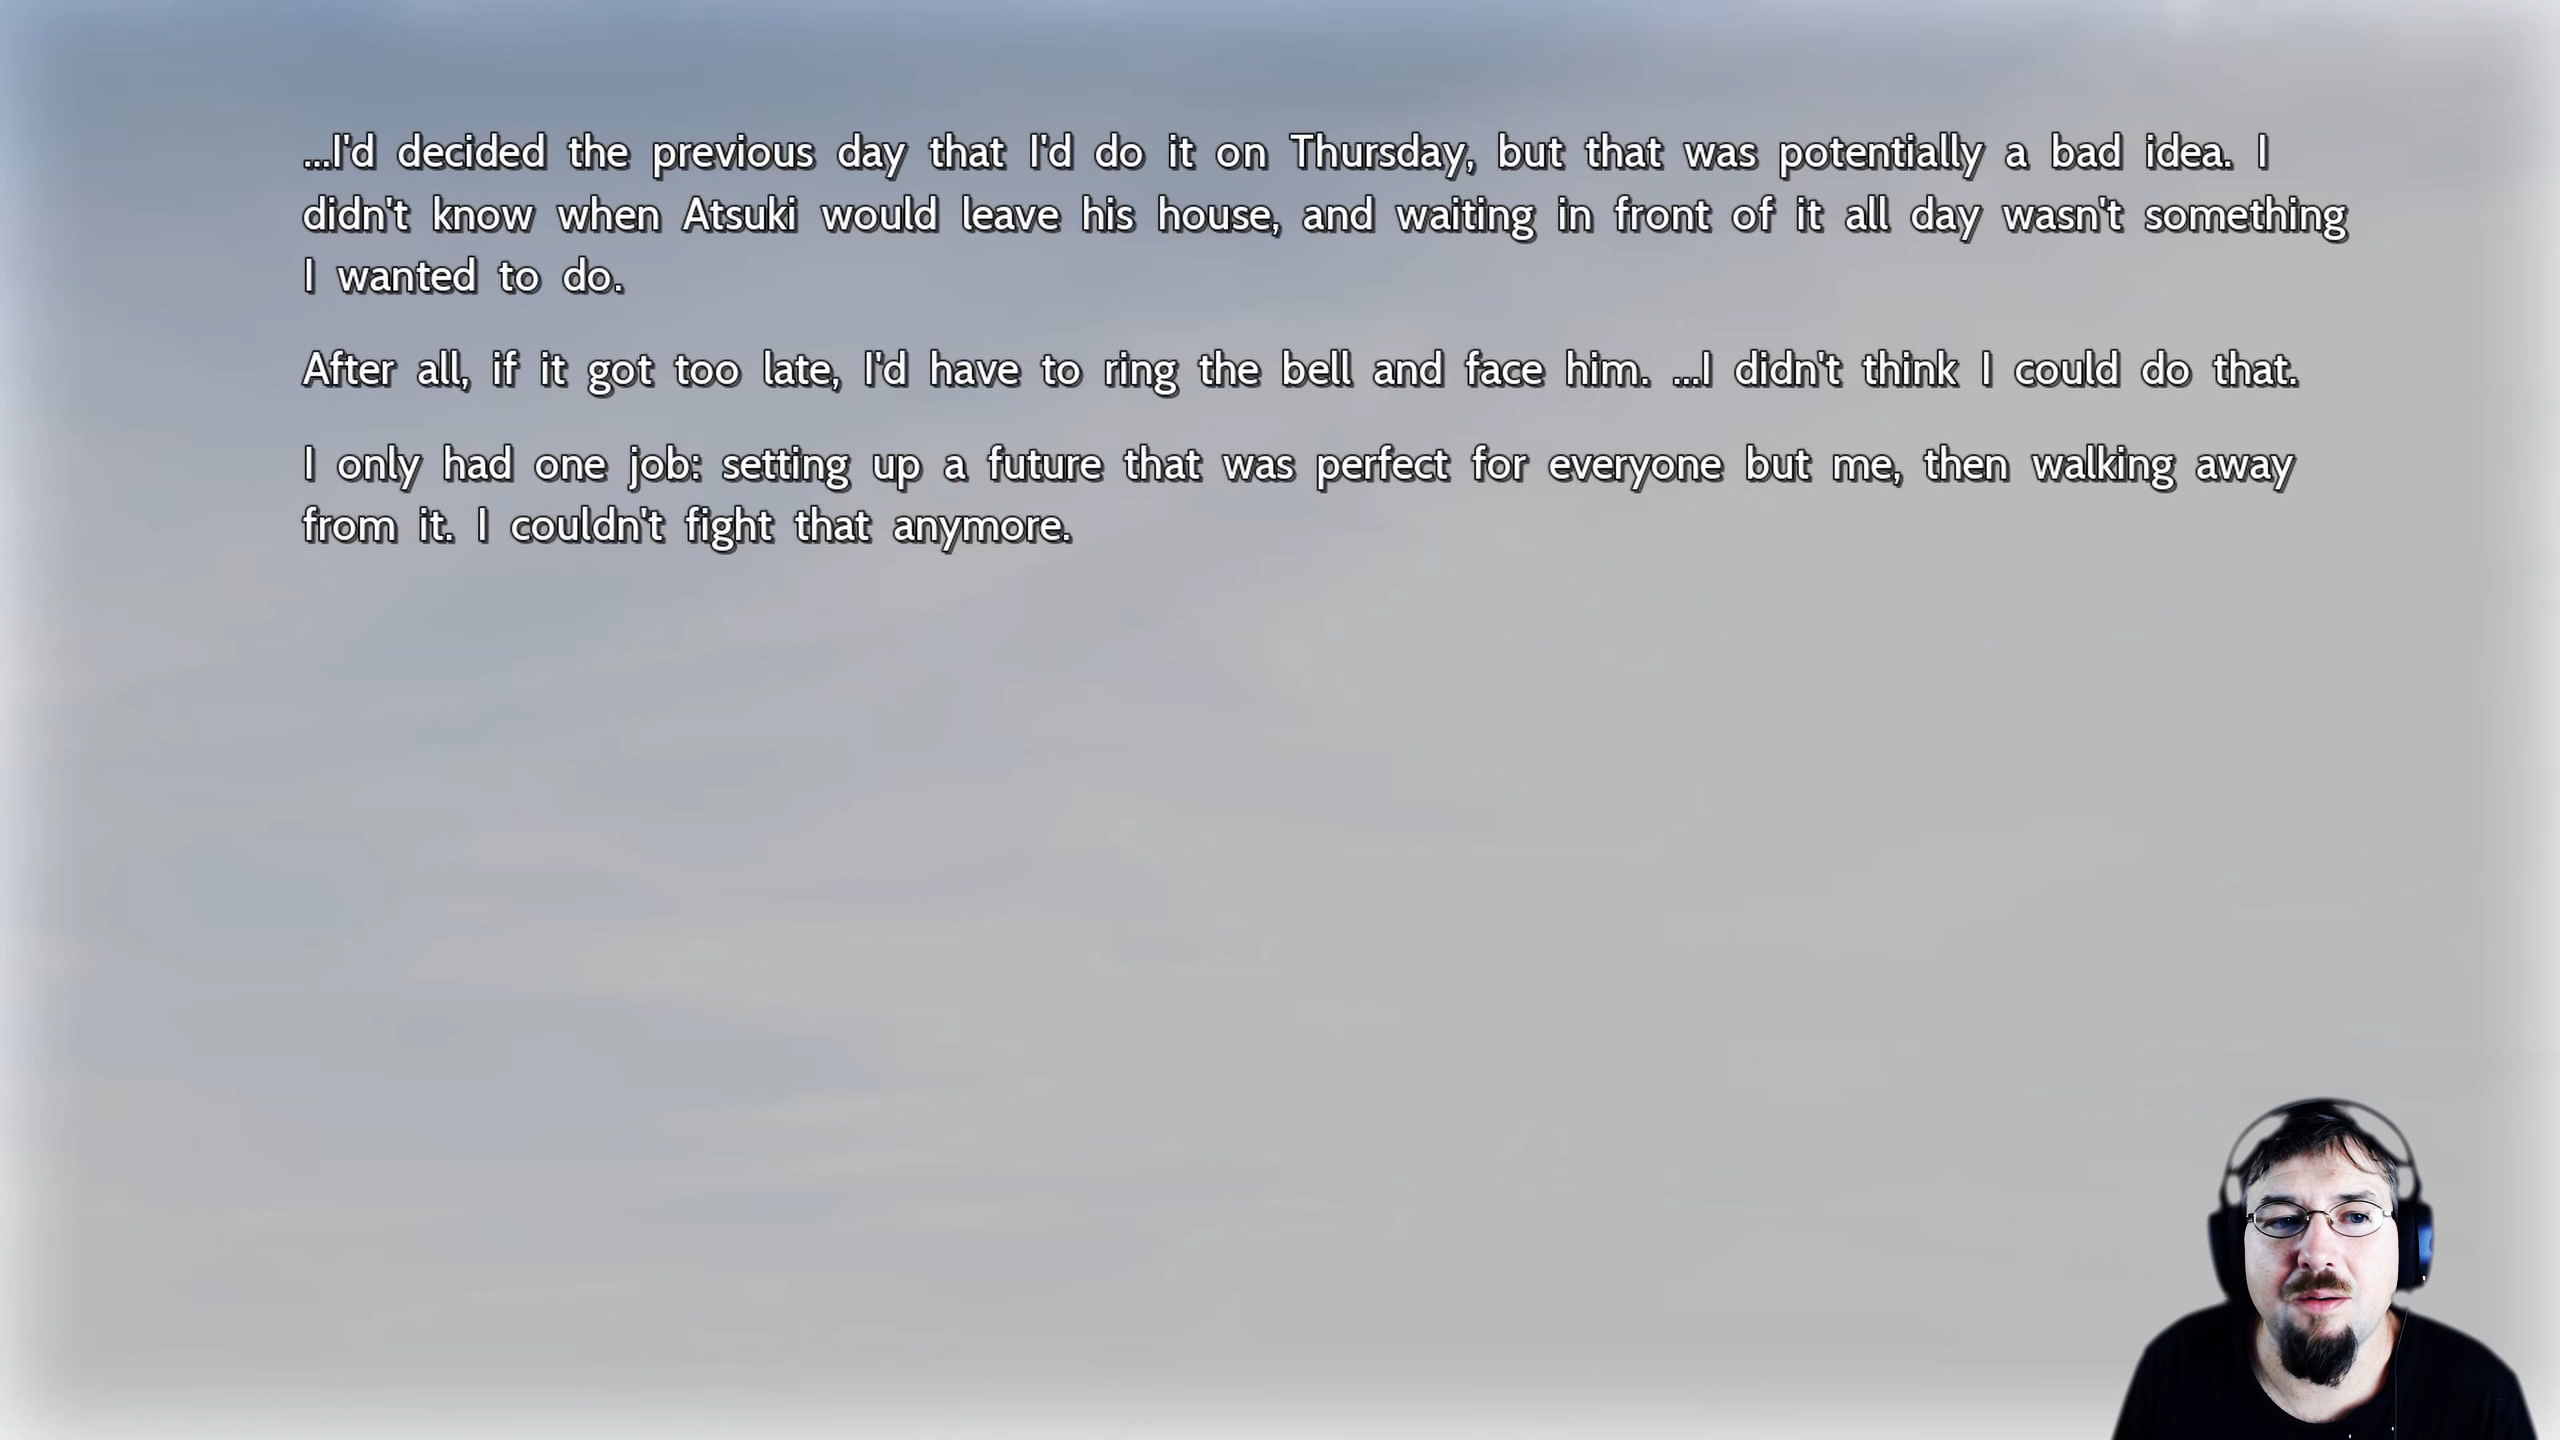 ...I'd decided the previous day that I'd do it on Thursday, but that was potentially a bad idea. I
didn't know when Atsuki would leave his house, and waiting in front of it all day wasn't something
I wanted to do.
After all, if it got too late, I'd have to ring the bell and face him. ...I didn't think I could do that.
I only had one job: setting up a future that was perfect for everyone but me, then walking away
from it. I couldn't fight that anymore.